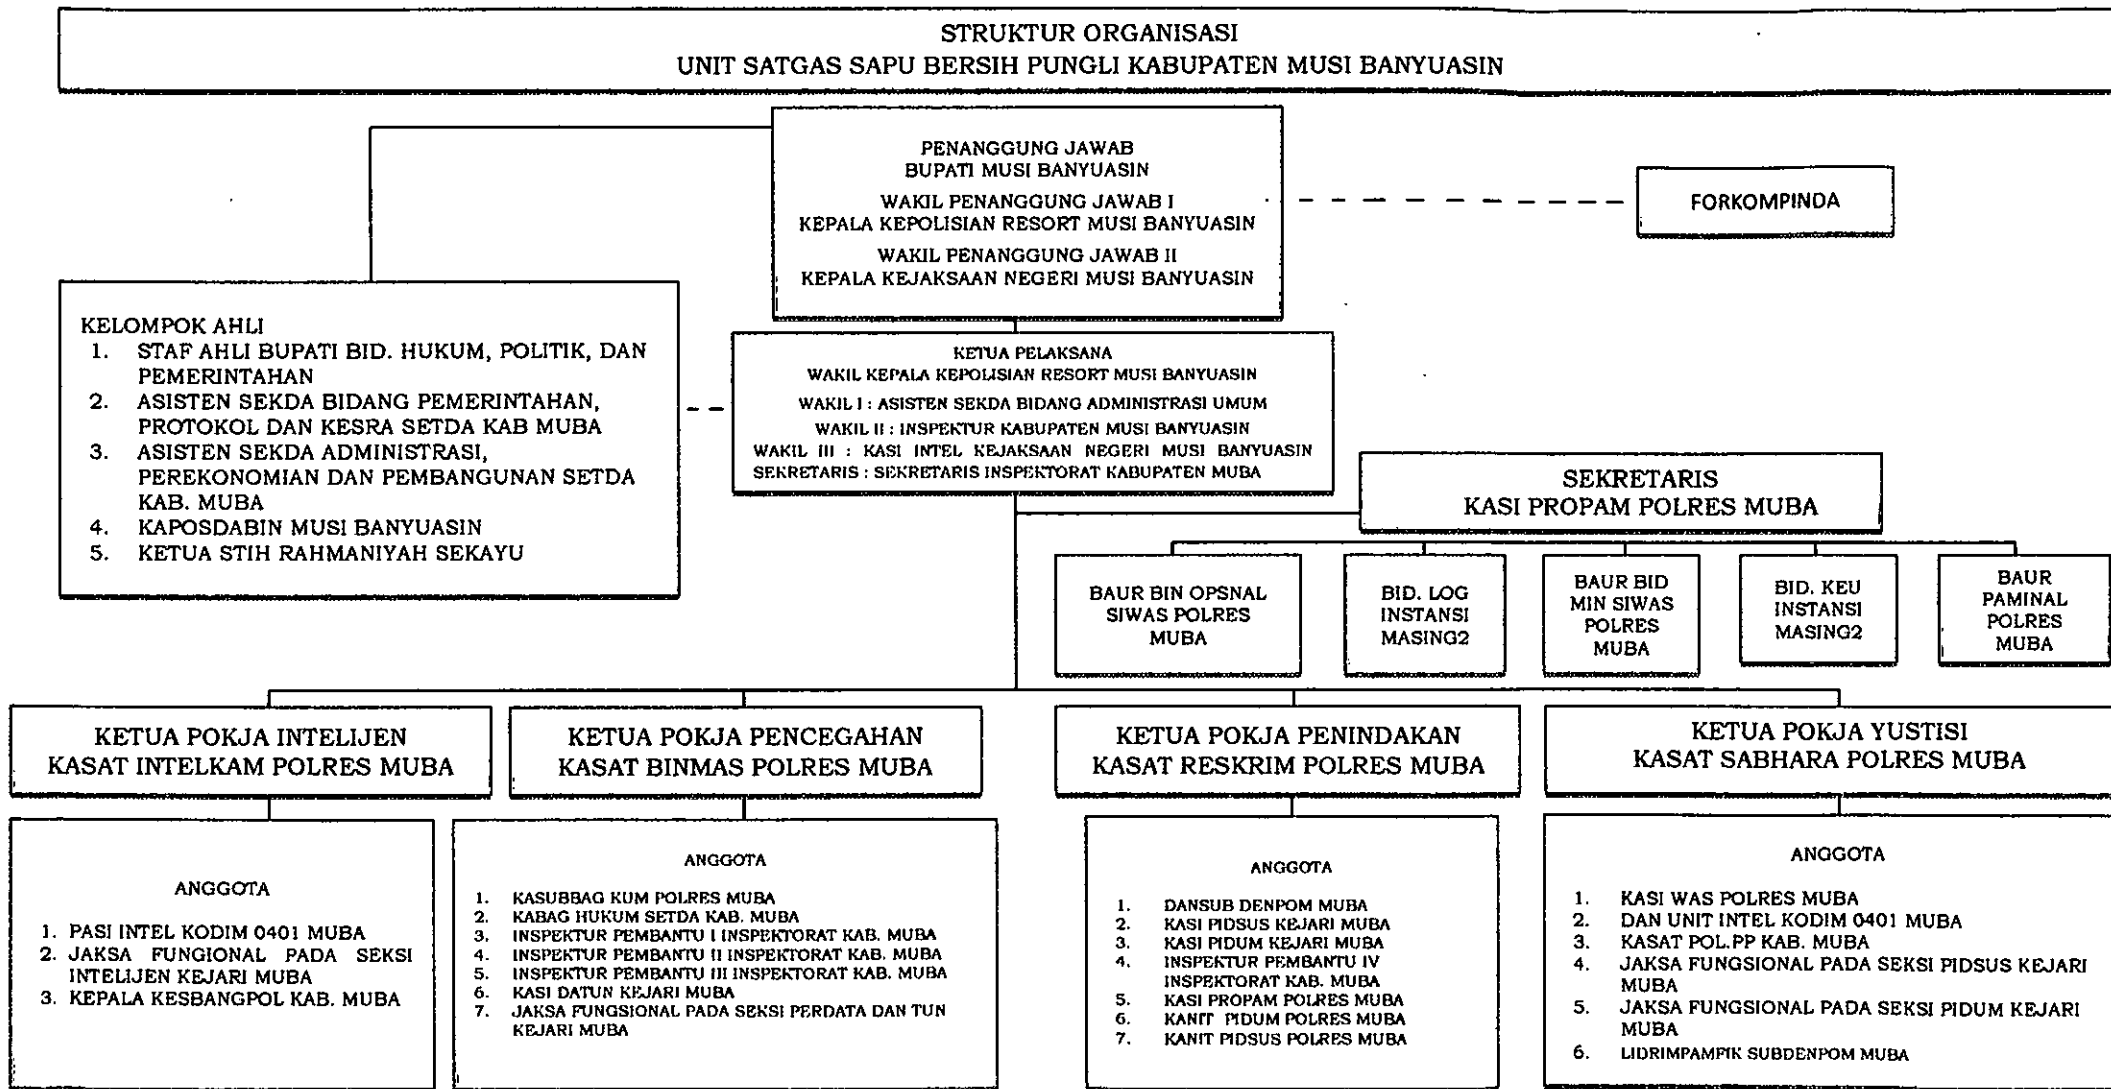 STRUKTUR ORGANISASI
UNIT SATGAS SAPU BERSIH PUNGLI KABUPATEN MUSI BANYUASIN
PENANGGUNG JAWAB
BUPATI MUSI BANYUASIN
WAKIL PENANGGUNG JAWAB I
KEPALA KEPOLISIAN RESORT MUSI BANYUASIN
WAKIL PENANGGUNG JAWAB II
KEPALA KEJAKSAAN NEGERI MUSI BANYUASIN
FORKOMPINDA
KELOMPOK AHLI
1. STAF AHLI BUPATI BID. HUKUM, POLITIK, DAN
PEMERINTAHAN
2. ASISTEN SEKDA BIDANG PEMERINTAHAN,
PROTOKOL DAN KESRA SETDA KAB MUBA
3. ASISTEN SEKDA ADMINISTRASI,
PEREKONOMIAN DAN PEMBANGUNAN SETDA
KAB. MUBA
4. KAPOSDABIN MUSI BANYUASIN
5. KETUA STIH RAHMANIYAH SEKAYU
KETUA PELAKSANA
WAKIL KEPALA KEPOLISIAN RESORT MUSI BANYUASIN
WAKIL I : ASISTEN SEKDA BIDANG ADMINISTRASI UMUM
WAKIL II : INSPEKTUR KABUPATEN MUSI BANYUASIN
WAKIL III : KASI INTEL KEJAKSAAN NEGERI MUSI BANYUASIN
SEKRETARIS : SEKRETARIS INSPEKTORAT KABUPATEN MUBA
SEKRETARIS
KASI PROPAM POLRES MUBA
BAUR BIN OPSNAL
SIWAS POLRES
MUBA
BID. LOG
INSTANSI
MASING2
BAUR BID
MIN SIWAS
POLRES
MUBA
BID. KEU
INSTANSI
MASING2
BAUR
PAMINAL
POLRES
MUBA
KETUA POKJA INTELIJEN
KASAT INTELKAM POLRES MUBA
KETUA POKJA PENCEGAHAN
KASAT BINMAS POLRES MUBA
KETUA POKJA PENINDAKAN
KASAT RESKRIM POLRES MUBA
KETUA POKJA YUSTISI
KASAT SABHARA POLRES MUBA
ANGGOTA
1. PASI INTEL KODIM 0401 MUBA
2. JAKSA FUNGIONAL PADA SEKSI
INTELIJEN KEJARI MUBA
3. KEPALA KESBANGPOL KAB. MUBA
ANGGOTA
1. KASUBBAG KUM POLRES MUBA
2. KABAG HUKUM SETDA KAB. MUBA
3. INSPEKTUR PEMBANTU I INSPEKTORAT KAB. MUBA
4. INSPEKTUR PEMBANTU II INSPEKTORAT KAB. MUBA
5. INSPEKTUR PEMBANTU III INSPEKTORAT KAB. MUBA
6. KASI DATUN KEJARI MUBA
7. JAKSA FUNGSIONAL PADA SEKSI PERDATA DAN TUN
KEJARI MUBA
ANGGOTA
1. DANSUB DENPOM MUBA
2. KASI PIDSUS KEJARI MUBA
3. KASI PIDUM KEJARI MUBA
4. INSPEKTUR PEMBANTU IV
INSPEKTORAT KAB. MUBA
5. KASI PROPAM POLRES MUBA
6. KANIT PIDUM POLRES MUBA
7. KANIT PIDSUS POLRES MUBA
ANGGOTA
1. KASI WAS POLRES MUBA
2. DAN UNIT INTEL KODIM 0401 MUBA
3. KASAT POL.PP KAB. MUBA
4. JAKSA FUNGSIONAL PADA SEKSI PIDSUS KEJARI
MUBA
5. JAKSA FUNGSIONAL PADA SEKSI PIDUM KEJARI
MUBA
6. LIDRIMPAMFIK SUBDENPOM MUBA